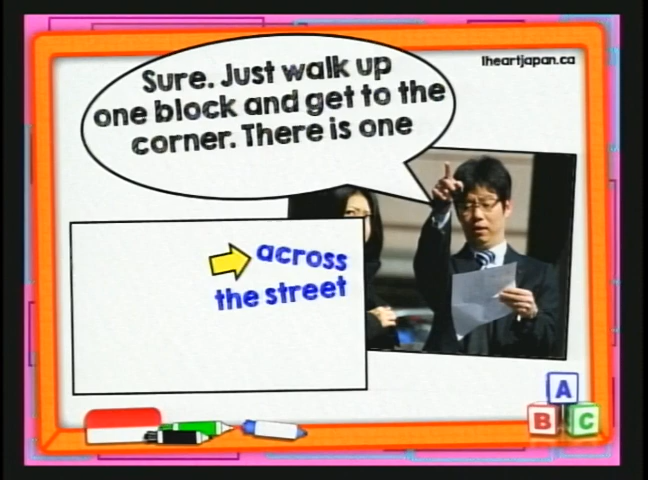 Iheartjapan.ca
Sure. Just walk up
one block and get to the
corner. There is one
across
the street
A
B C